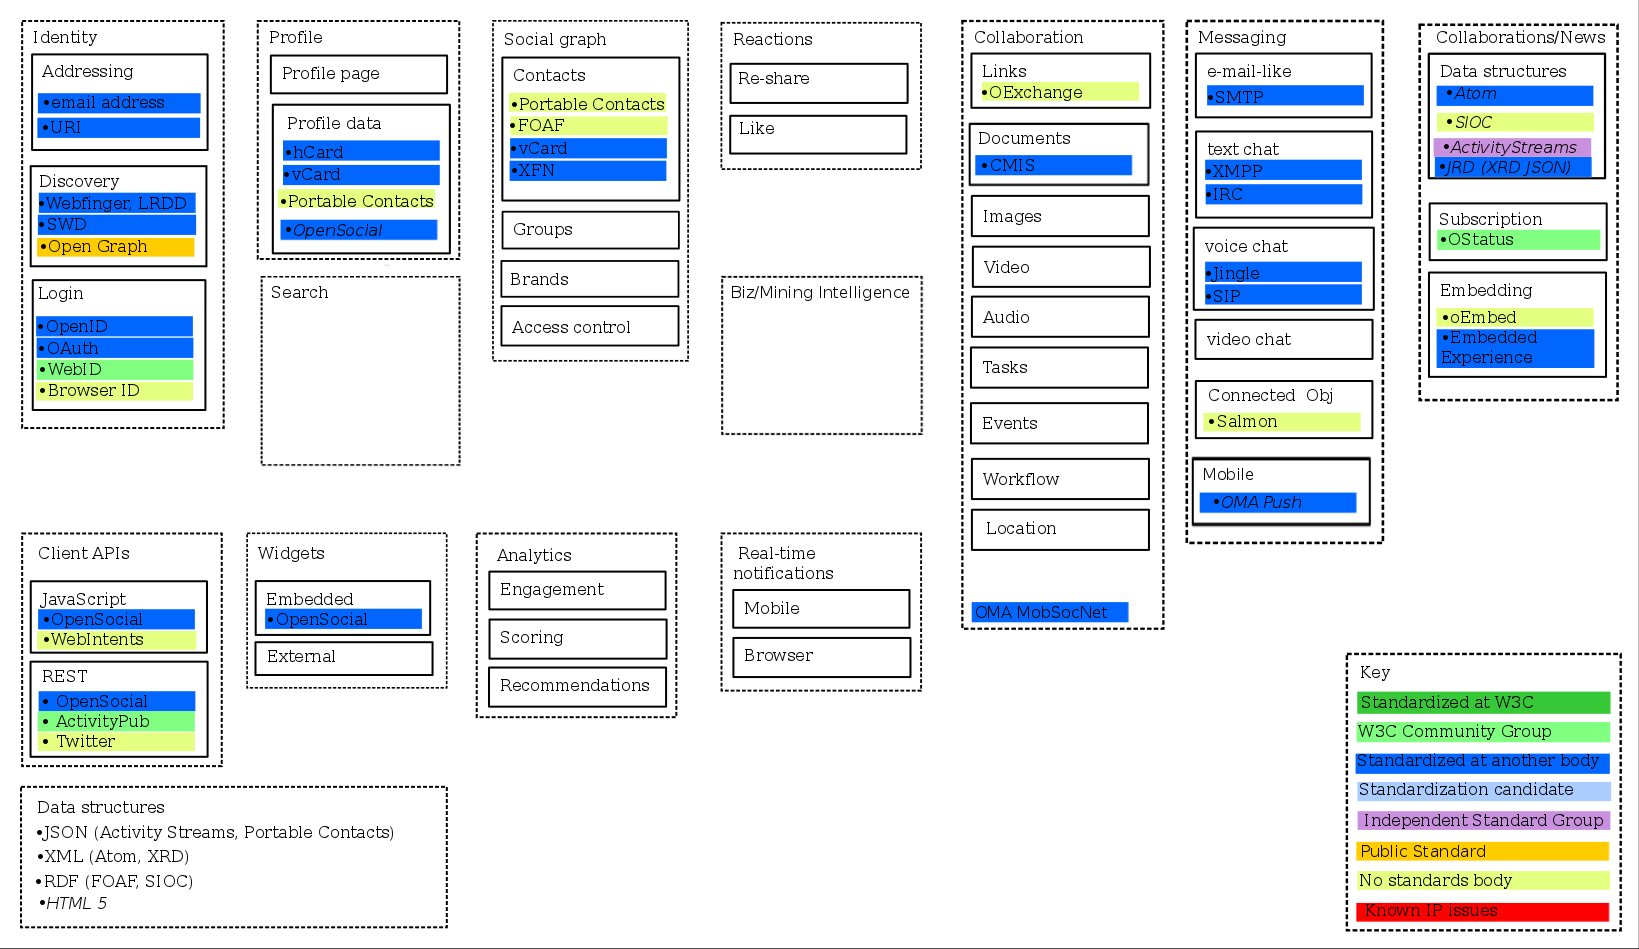 Identity
Addressing
•email address
•URI
Discovery
•Webfinger, LRDD
•SWD
•Open Graph
Login
•OpenID
•OAuth
•WebID
•Browser ID
Profile
Profile page
Profile data
•hCard
•vCard
•Portable Contacts
•OpenSocial
Search
Social graph
Contacts
•Portable Contacts
•FOAF
•vCard
•XFN
Groups
Brands
Access control
Reactions
Re-share
Like
Biz/Mining Intelligence
Collaboration
Links
•OExchange
Documents
•CMIS
Images
Video
Audio
Tasks
Events
Workflow
Location
OMA MobSocNet
Messaging
e-mail-like
•SMTP
text chat
•XMPP
•IRC
voice chat
•Jingle
•SIP
video chat
Connected Obj
•Salmon
Mobile
•OMA Push
Collaborations/News
Data structures
•Atom
•SIOC
•ActivityStreams
•JRD (XRD JSON)
Subscription
•OStatus
Embedding
•oEmbed
•Embedded
Experience
Client APIs
JavaScript
•OpenSocial
•WebIntents
REST
• OpenSocial
• ActivityPub
• Twitter
Widgets
Embedded
•OpenSocial
External
Analytics
Engagement
Scoring
Recommendations
Real-time
notifications
Mobile
Browser
Data structures
•JSON (Activity Streams, Portable Contacts)
•XML (Atom, XRD)
•RDF (FOAF, SIOC)
•HTML 5
Key
Standardized at W3C
W3C Community Group
Standardized at another body
Standardization candidate
Independent Standard Group
Public Standard
No standards body
Known IP issues